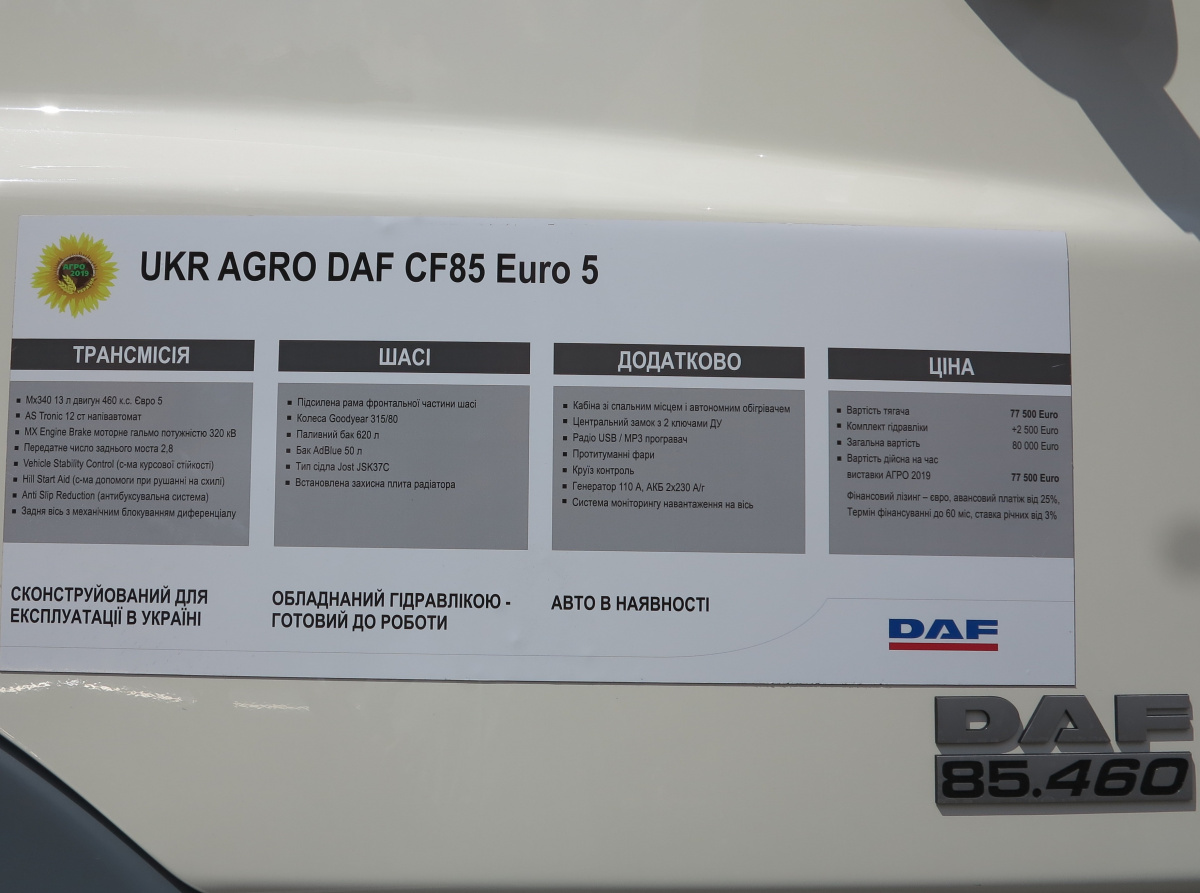 АГРО
2019
UKR AGRO DAF CF85 Euro 5
ТРАНСМІСІЯ
Mx340 13 л двигун 460 к.с. Євро 5
AS Tronic 12 ст напівавтомат
MX Engine Brake моторне гальмо потужністю 320 кВ
Передатне число заднього моста 2,8
Vehicle Stability Control (с-ма курсової стійкості)
Hill Start Aid (с-ма допомоги при рушанні на схилі)
Anti Slip Reduction (антибуксувальна система)
Задня вісь з механічним блокуванням диференціалу
СКОНСТРУЙОВАНИЙ ДЛЯ
ЕКСПЛУАТАЦІЇ В УКРАЇНІ
ШАСІ
Підсилена рама фронтальної частини шасі
Колеса Goodyear 315/80
Паливний бак 620 л
Бак AdBlue 50 л
Тип сідла Jost JSK37C
Встановлена захисна плита радіатора
ОБЛАДНАНИЙ ГІДРАВЛІКОЮ -
ГОТОВИЙ ДО РОБОТИ
ДОДАТКОВО
Кабіна зі спальним місцем і автономним обігрівачем
Центральний замок з 2 ключами ДУ
Радіо USB / MP3 програвач
Протитуманні фари
Круїз контроль
Генератор 110 А, АКБ 2х230 А/г
Система моніторингу навантаження на вісь
АВТО В НАЯВНОСТІ
ЦІНА
Вартість тягача 77 500 Euro
Комплект гідравліки +2 500 Euro
Загальна вартість 80 000 Euro
Вартість дійсна на час
виставки АГРО 2019 77 500 Euro
Фінансовий лізинг – євро, авансовий платіж від 25%,
Термін фінансуванні до 60 міс, ставка річних від 3%
DAF
DAF
85.460